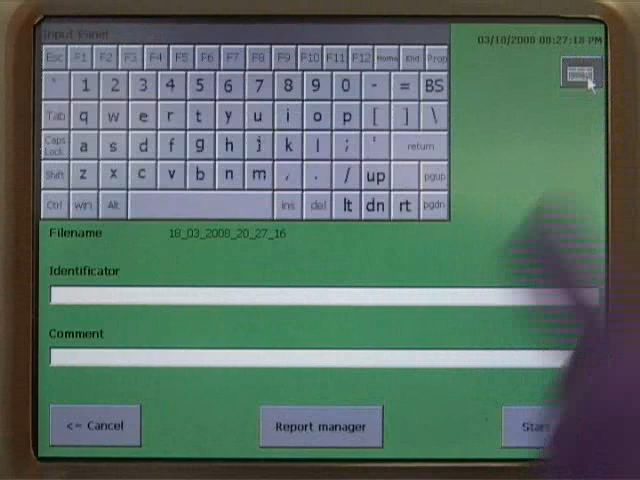 Input Panel
03/18/2008 08:27:18 PM
Esc F1 F2 F3 F4 F5 F6 F7 F8 F9 F10 F11 F12 Home End Prop
` 1 2 3 4 5 6 7 8 9 0 - = BS
Tab q w e r t y u i o p [ ] \
Caps Lock a s d f g h j k l ; ' return
Shift z x c v b n m , . / up pgup
Ctrl win Alt ins del lt dn rt pgdn
Filename 18_03_2008_20_27_16
Identificator
Comment
<= Cancel Report manager